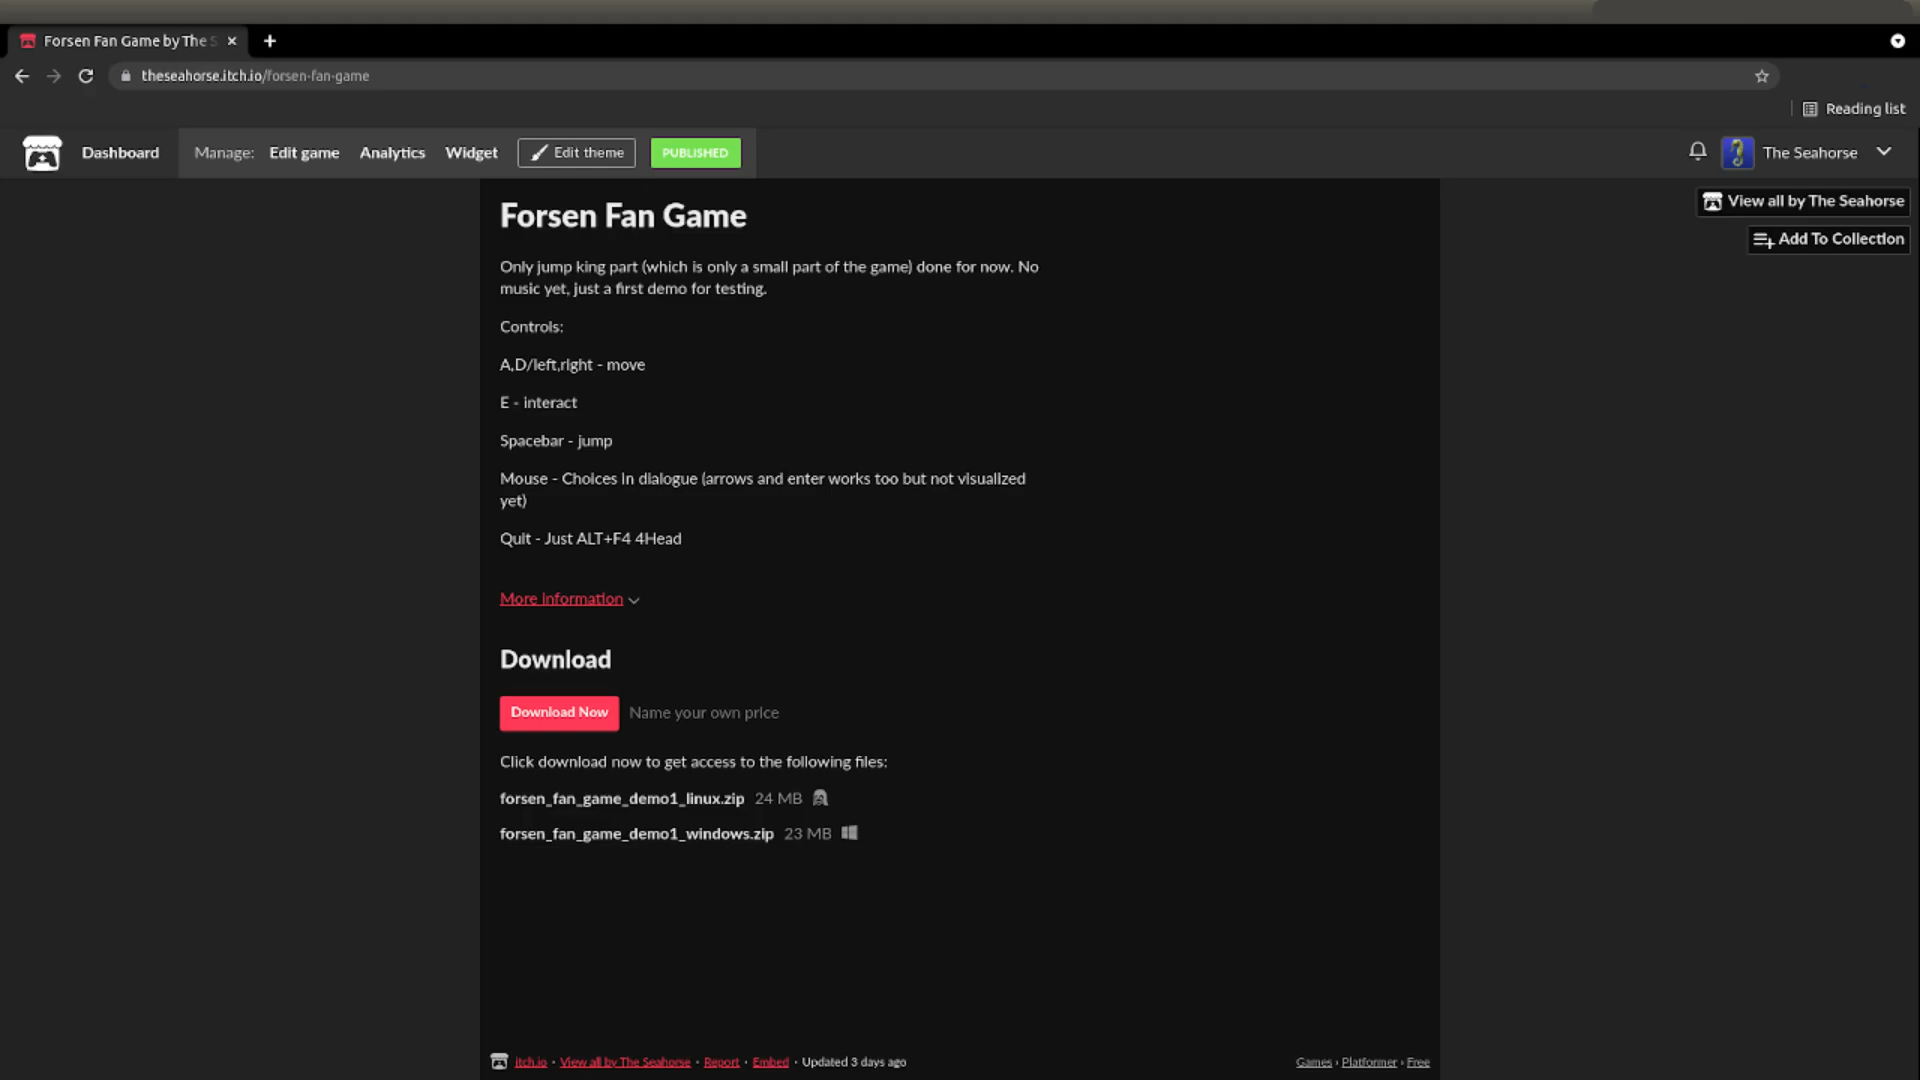 Forsen Fan Game by The S
theseahorse.itch.io/forsen-fan-game
Reading list
Dashboard
Manage:
Edit game
Analytics
Widget
Edit theme
PUBLISHED
The Seahorse
View all by The Seahorse
Add To Collection
Forsen Fan Game
Only jump king part (which is only a small part of the game) done for now. No
music yet, just a first demo for testing.
Controls:
A,D/left,right - move
E - interact
Spacebar - jump
Mouse - Choices in dialogue (arrows and enter works too but not visualized
yet)
Quit - Just ALT+F4 4Head
More information
Download
Download Now
Name your own price
Click download now to get access to the following files:
forsen_fan_game_demo1_linux.zip 24 MB
forsen_fan_game_demo1_windows.zip 23 MB
itch.io · View all by The Seahorse · Report · Embed · Updated 3 days ago
Games › Platformer › Free